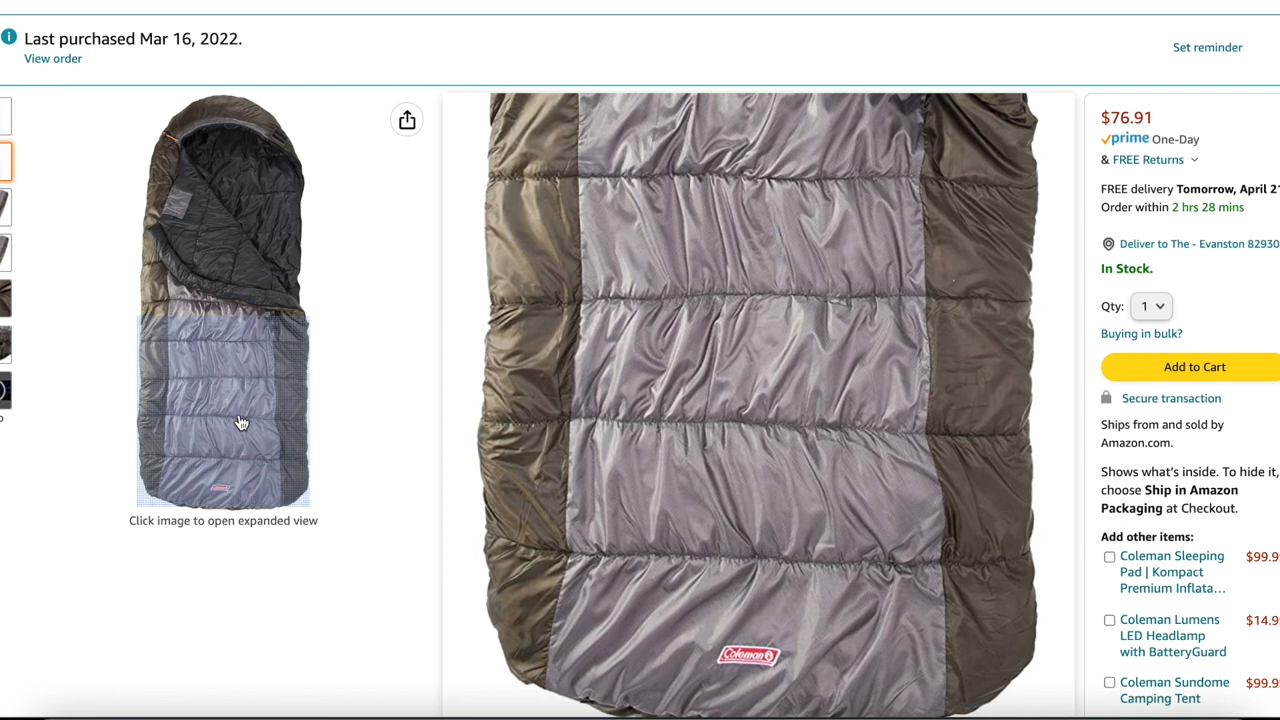 Last purchased Mar 16, 2022.
View order
Set reminder
Click image to open expanded view
Coleman
$76.91
prime One-Day
& FREE Returns
FREE delivery Tomorrow, April 2
Order within 2 hrs 28 mins
Deliver to The - Evanston 82930
In Stock.
Qty: 1
Buying in bulk?
Add to Cart
Secure transaction
Ships from and sold by
Amazon.com.
Shows what's inside. To hide it,
choose Ship in Amazon
Packaging at Checkout.
Add other items:
Coleman Sleeping $99.9
Pad | Kompact
Premium Inflata...
Coleman Lumens $14.9
LED Headlamp
with BatteryGuard
Coleman Sundome $99.9
Camping Tent